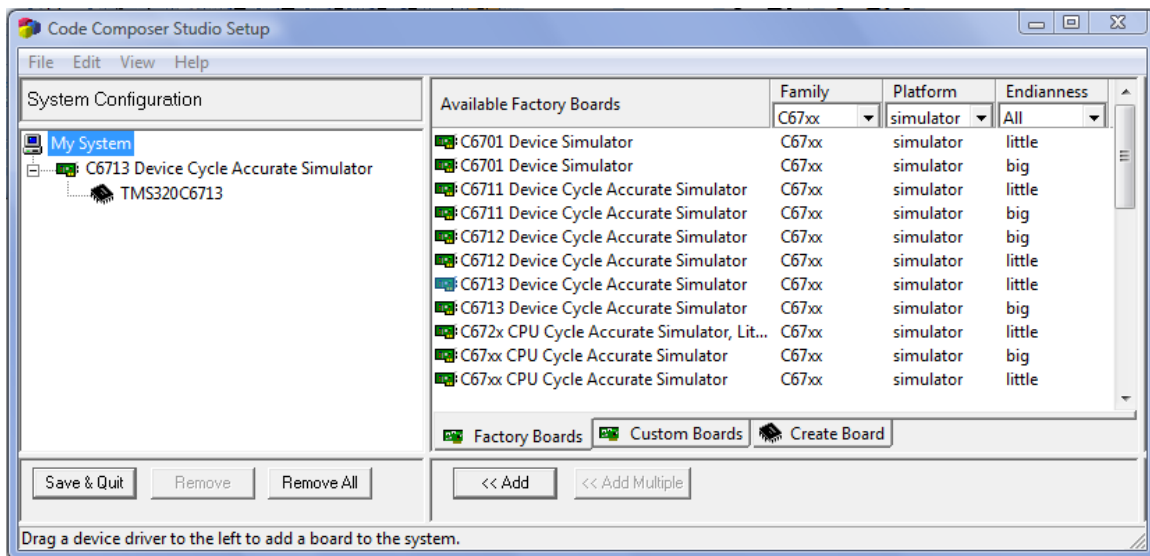 Code Composer Studio Setup
File Edit View Help
System Configuration
My System
C6713 Device Cycle Accurate Simulator
TMS320C6713
Available Factory Boards Family Platform Endianness
C67xx simulator All
C6701 Device Simulator C67xx simulator little
C6701 Device Simulator C67xx simulator big
C6711 Device Cycle Accurate Simulator C67xx simulator little
C6711 Device Cycle Accurate Simulator C67xx simulator big
C6712 Device Cycle Accurate Simulator C67xx simulator big
C6712 Device Cycle Accurate Simulator C67xx simulator little
C6713 Device Cycle Accurate Simulator C67xx simulator little
C6713 Device Cycle Accurate Simulator C67xx simulator big
C672x CPU Cycle Accurate Simulator, Lit... C67xx simulator little
C67xx CPU Cycle Accurate Simulator C67xx simulator big
C67xx CPU Cycle Accurate Simulator C67xx simulator little
Factory Boards Custom Boards Create Board
Save & Quit Remove Remove All << Add << Add Multiple
Drag a device driver to the left to add a board to the system.